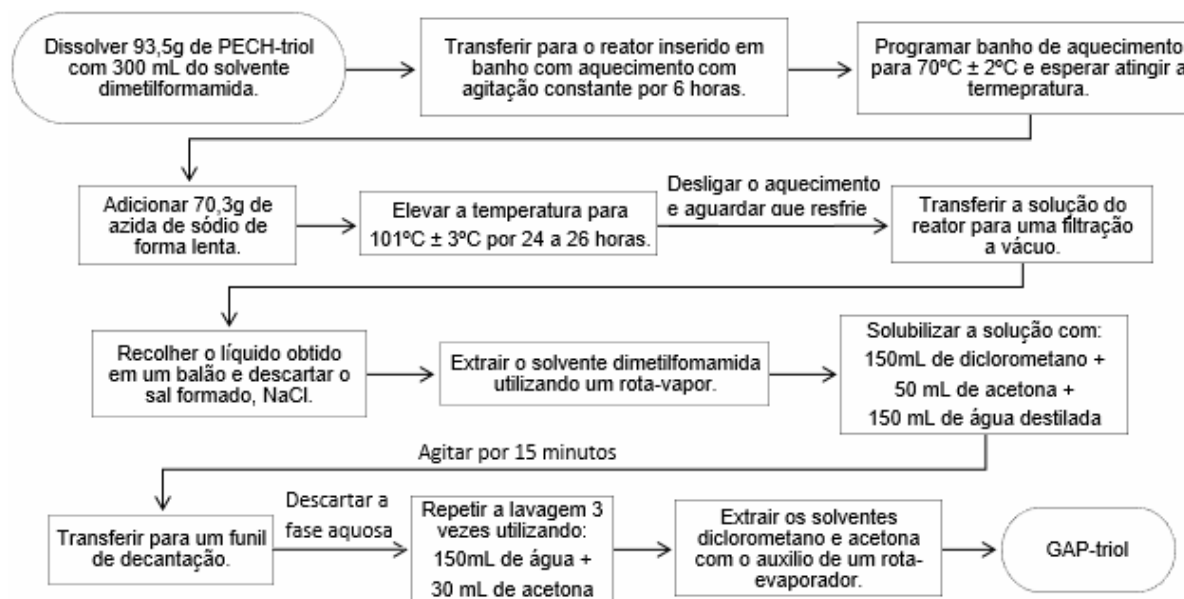 Dissolver 93,5g de PECH-triol
com 300 mL do solvente
dimetilformamida.
Transferir para o reator inserido em
banho com aquecimento com
agitação constante por 6 horas.
Programar banho de aquecimento
para 70ºC ± 2ºC e esperar atingir a
termepratura.
Adicionar 70,3g de
azida de sódio de
forma lenta.
Elevar a temperatura para
101ºC ± 3ºC por 24 a 26 horas.
Desligar o aquecimento
e aguardar que resfrie
Transferir a solução do
reator para uma filtração
a vácuo.
Recolher o líquido obtido
em um balão e descartar o
sal formado, NaCl.
Extrair o solvente dimetilfomamida
utilizando um rota-vapor.
Solubilizar a solução com:
150mL de diclorometano +
50 mL de acetona +
150 mL de água destilada
Agitar por 15 minutos
Transferir para um funil
de decantação.
Descartar a
fase aquosa
Repetir a lavagem 3
vezes utilizando:
150mL de água +
30 mL de acetona
Extrair os solventes
diclorometano e acetona
com o auxilio de um rota-
evaporador.
GAP-triol